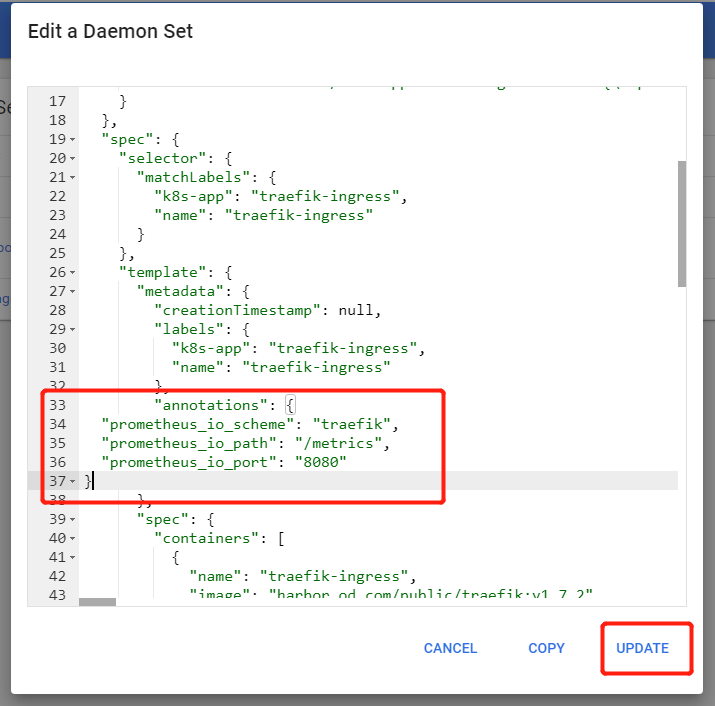 Edit a Daemon Set
17 }
18 },
19 "spec": {
20 "selector": {
21 "matchLabels": {
22 "k8s-app": "traefik-ingress",
23 "name": "traefik-ingress"
24 }
25 },
26 "template": {
27 "metadata": {
28 "creationTimestamp": null,
29 "labels": {
30 "k8s-app": "traefik-ingress",
31 "name": "traefik-ingress"
32 },
33 "annotations": {
34 "prometheus_io_scheme": "traefik",
35 "prometheus_io_path": "/metrics",
36 "prometheus_io_port": "8080"
37 }
38 },
39 "spec": {
40 "containers": [
41 {
42 "name": "traefik-ingress",
43 "image": "harbor.od.com/public/traefik:v1.7.2"
CANCEL COPY UPDATE